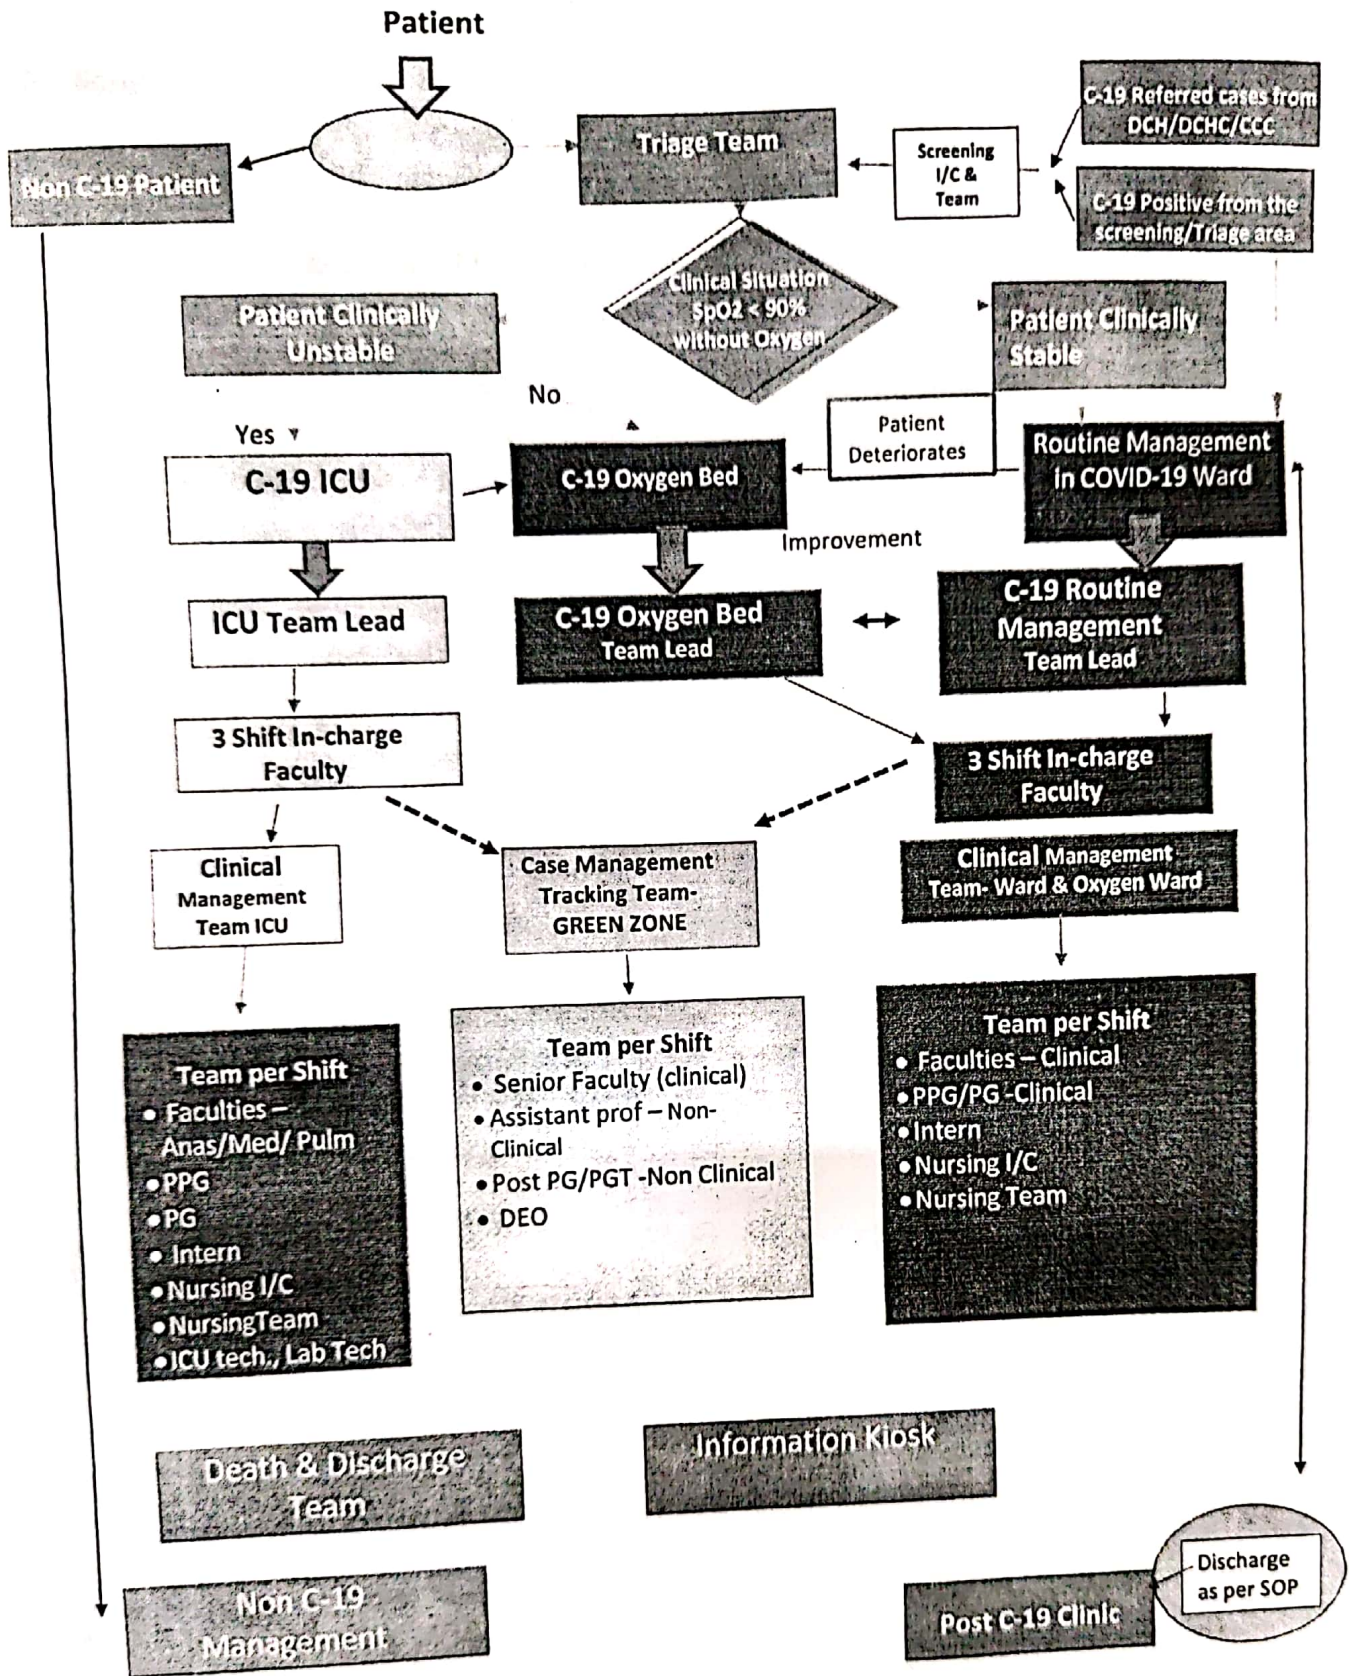 Patient
C-19 Referred cases from
DCH/DCHC/CCC
Triage Team
Screening
I/C &
Team
Non C-19 Patient
C-19 Positive from the
screening/Triage area
Clinical Situation
SpO2 < 90%
without Oxygen
Patient Clinically
Unstable
Patient Clinically
Stable
No
Yes
Patient
Deteriorates
Routine Management
in COVID-19 Ward
C-19 ICU
C-19 Oxygen Bed
Improvement
ICU Team Lead
C-19 Oxygen Bed
Team Lead
C-19 Routine
Management
Team Lead
3 Shift In-charge
Faculty
3 Shift In-charge
Faculty
Clinical
Management
Team ICU
Case Management
Tracking Team-
GREEN ZONE
Clinical Management
Team- Ward & Oxygen Ward
Team per Shift
• Faculties –
Anas/Med/ Pulm
• PPG
• PG
• Intern
• Nursing I/C
• NursingTeam
• ICU tech., Lab Tech
Team per Shift
• Senior Faculty (clinical)
• Assistant prof – Non-
Clinical
• Post PG/PGT -Non Clinical
• DEO
Team per Shift
• Faculties – Clinical
• PPG/PG -Clinical
• Intern
• Nursing I/C
• Nursing Team
Death & Discharge
Team
Information Kiosk
Non C-19
Management
Post C-19 Clinic
Discharge
as per SOP